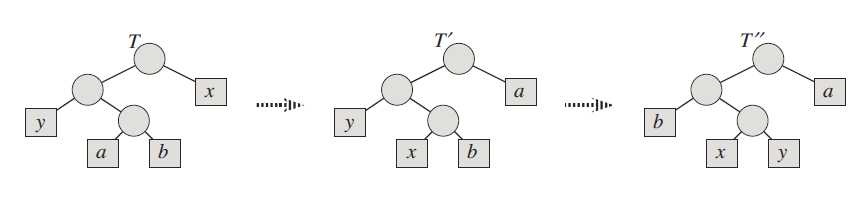 T T′ T″
x a a
y y b
a b x b x y